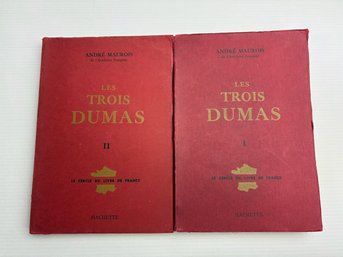 ANDRÉ MAUROIS
de l'Académie Française
LES
TROIS
DUMAS
II
LE CERCLE DU LIVRE DE FRANCE
HACHETTE
ANDRÉ MAUROIS
de l'Académie Française
LES
TROIS
DUMAS
I
LE CERCLE DU LIVRE DE FRANCE
HACHETTE